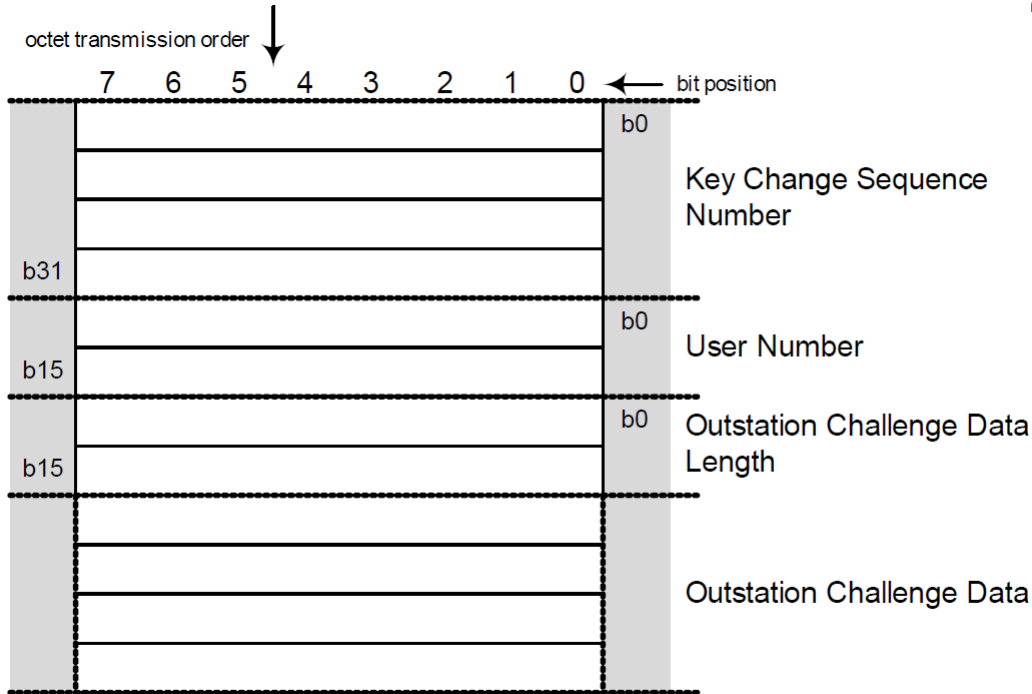 octet transmission order
7 6 5 4 3 2 1 0
bit position
b0
Key Change Sequence
Number
b31
b0
User Number
b15
b0
Outstation Challenge Data
Length
b15
Outstation Challenge Data